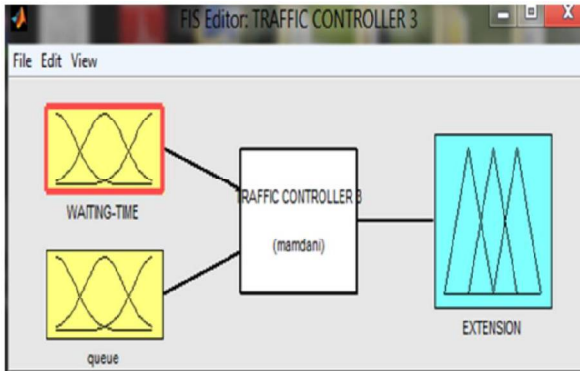 FIS Editor: TRAFFIC CONTROLLER 3
File Edit View
WAITING-TIME
TRAFFIC CONTROLLER 3
(mamdani)
queue
EXTENSION